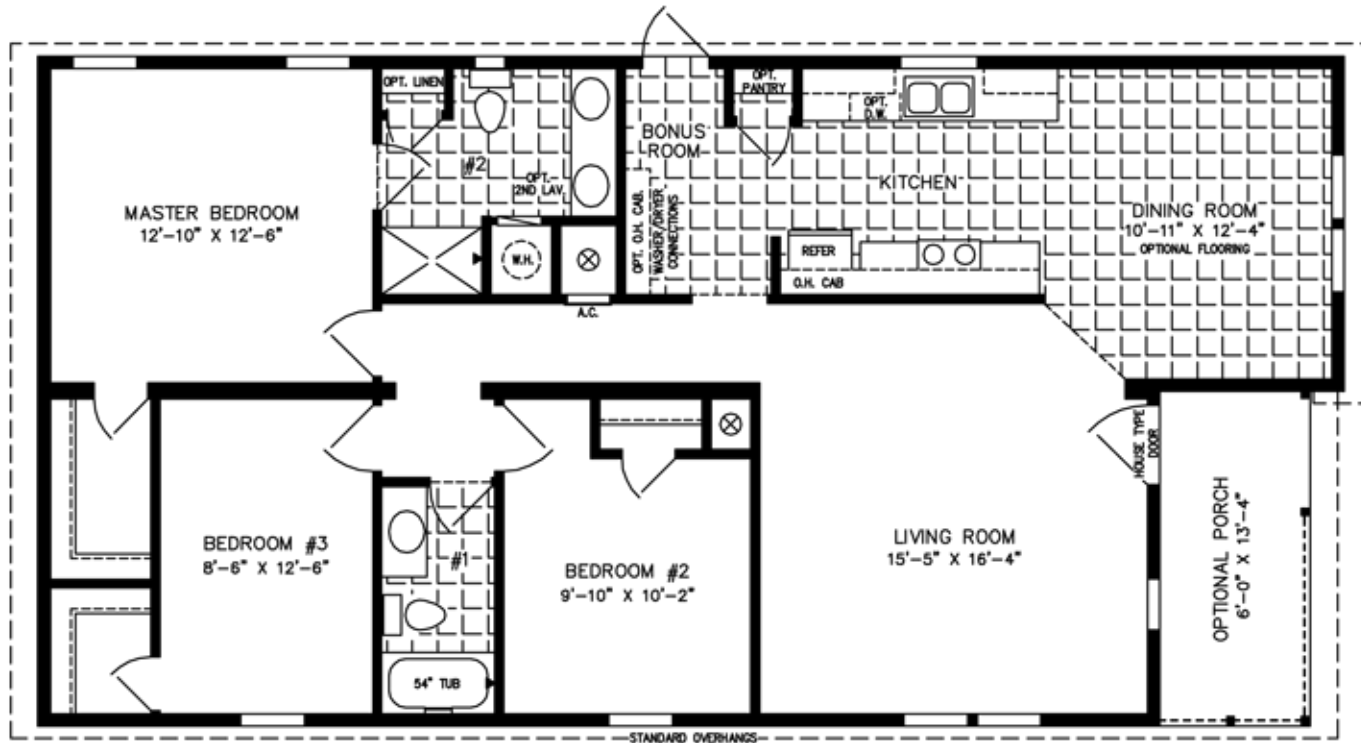 OPT. LINEN
OPT.
PANTRY
OPT.
D.W.
BONUS
ROOM
#2
OPT.
2ND LAV.
KITCHEN
MASTER BEDROOM
12'-10" X 12'-6"
DINING ROOM
10'-11" X 12'-4"
OPTIONAL FLOORING
OPT. O.H. CAB.
WASHER/DRYER
CONNECTIONS
W.H.
REFER
O.H. CAB
A.C.
HOUSE TYPE
DOOR
BEDROOM #3
8'-6" X 12'-6"
#1
BEDROOM #2
9'-10" X 10'-2"
LIVING ROOM
15'-5" X 16'-4"
OPTIONAL PORCH
6'-0" X 13'-4"
54" TUB
STANDARD OVERHANGS